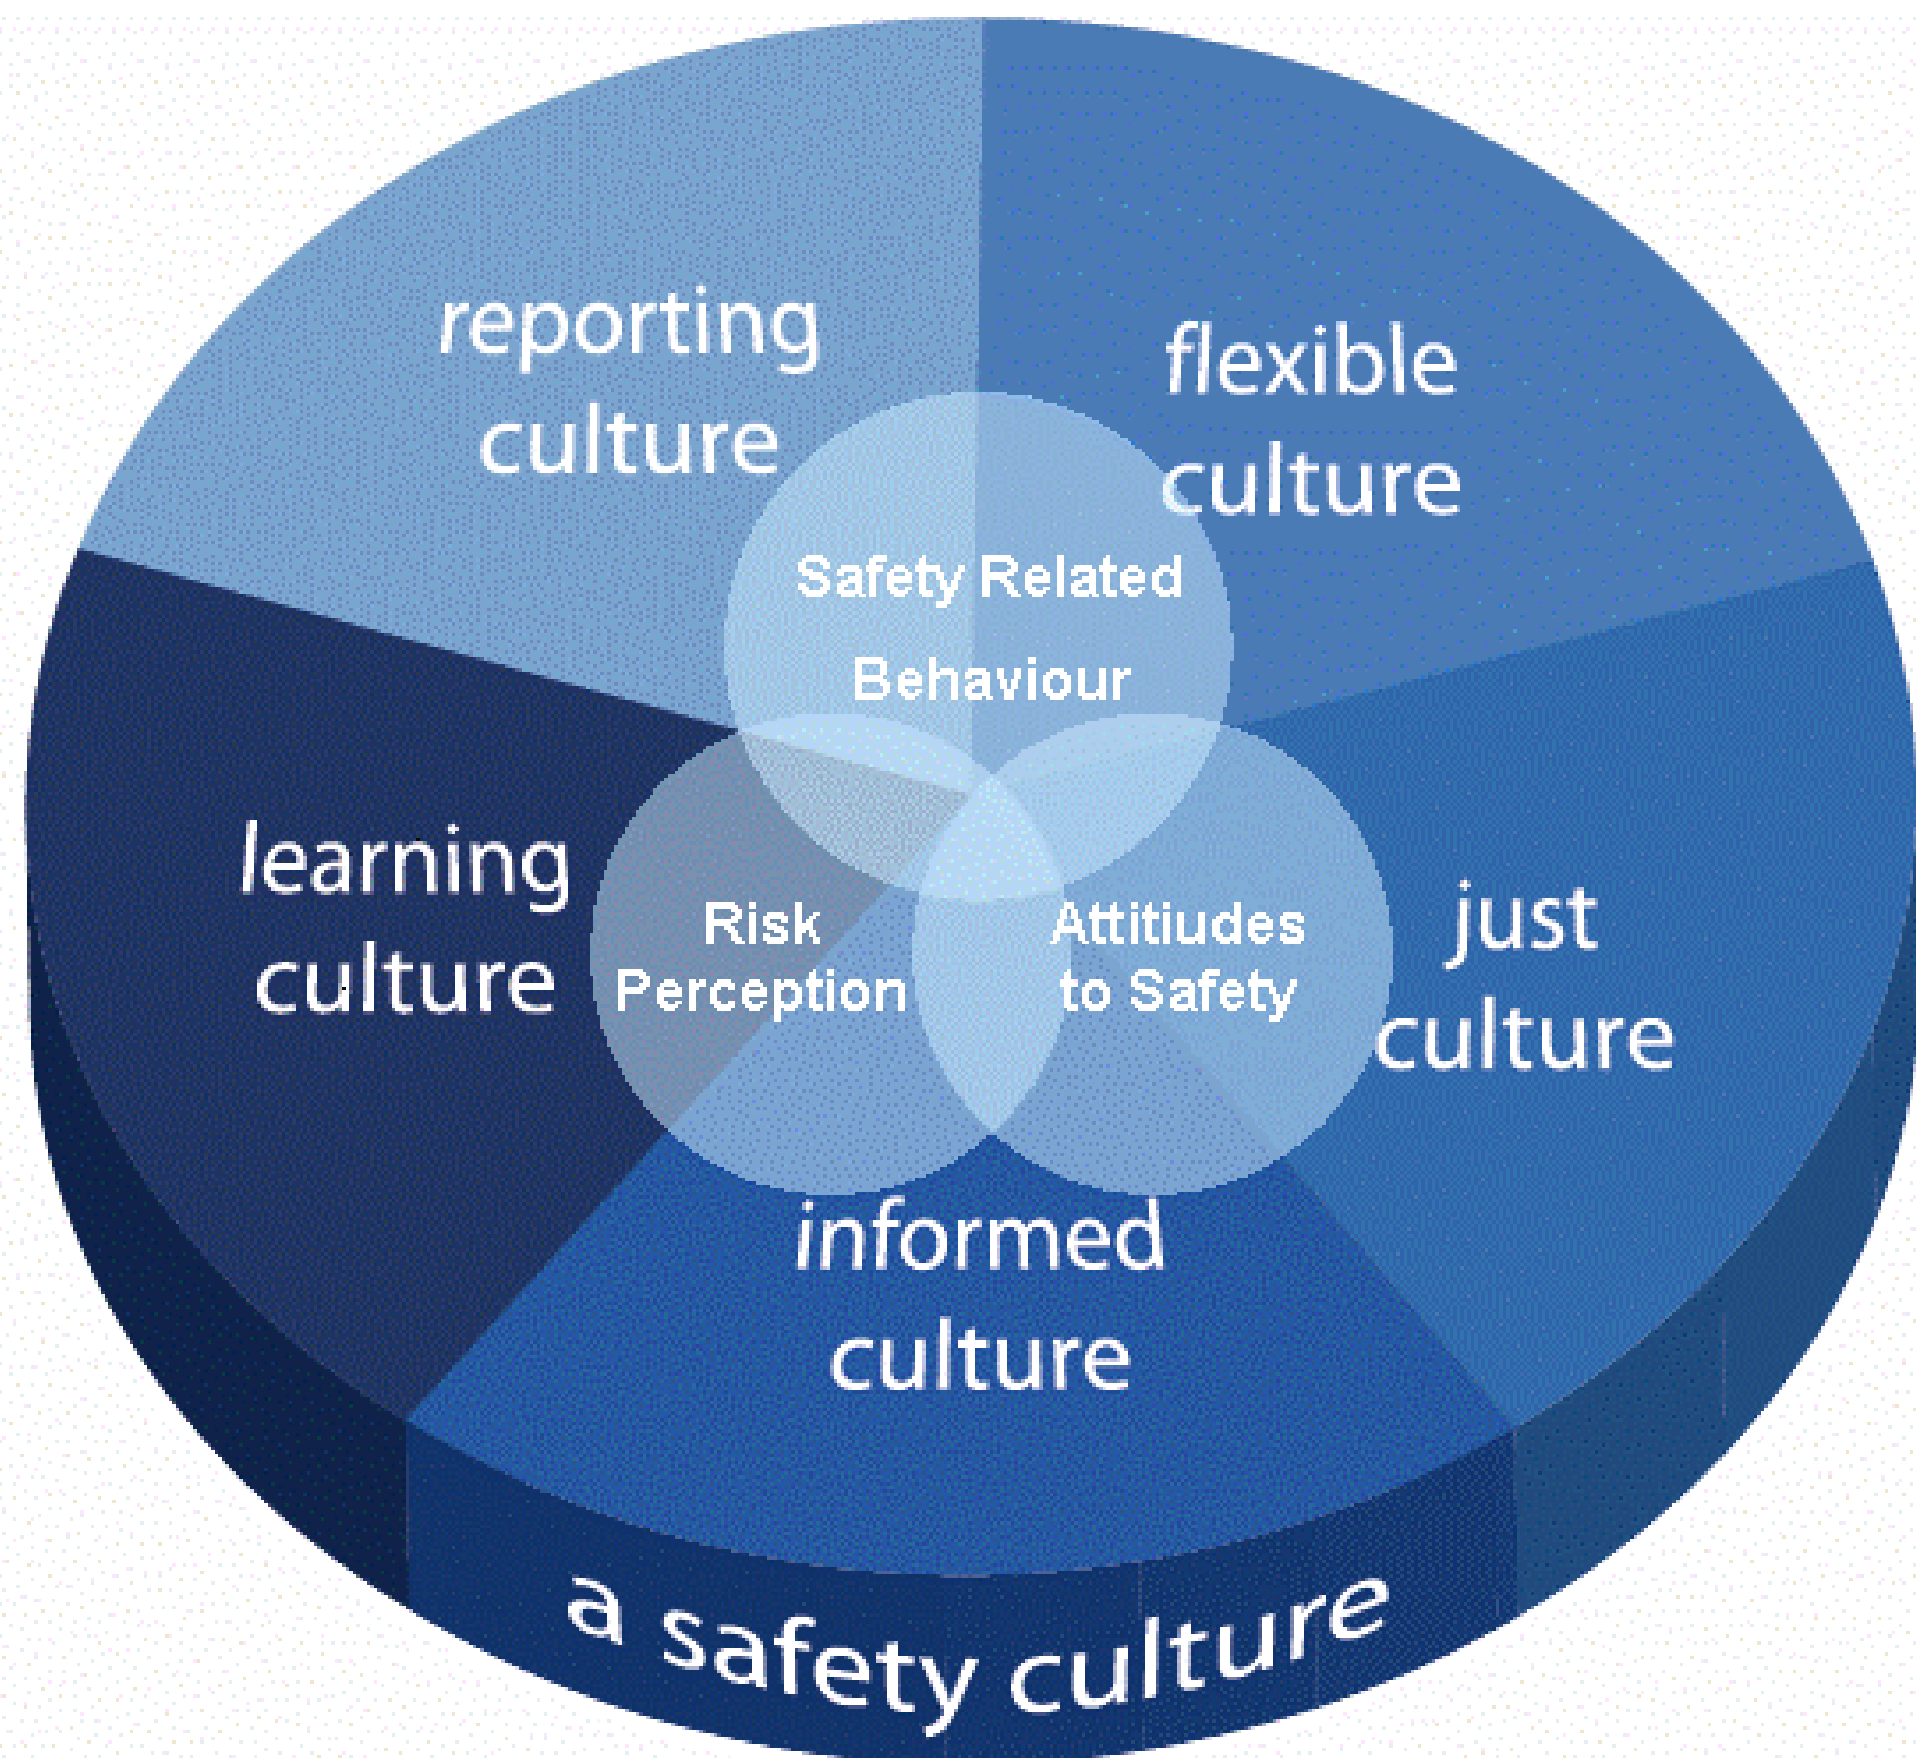 reporting
culture
flexible
culture
Safety Related
Behaviour
learning
culture
Risk
Perception
Attitiudes
to Safety
just
culture
informed
culture
a safety culture